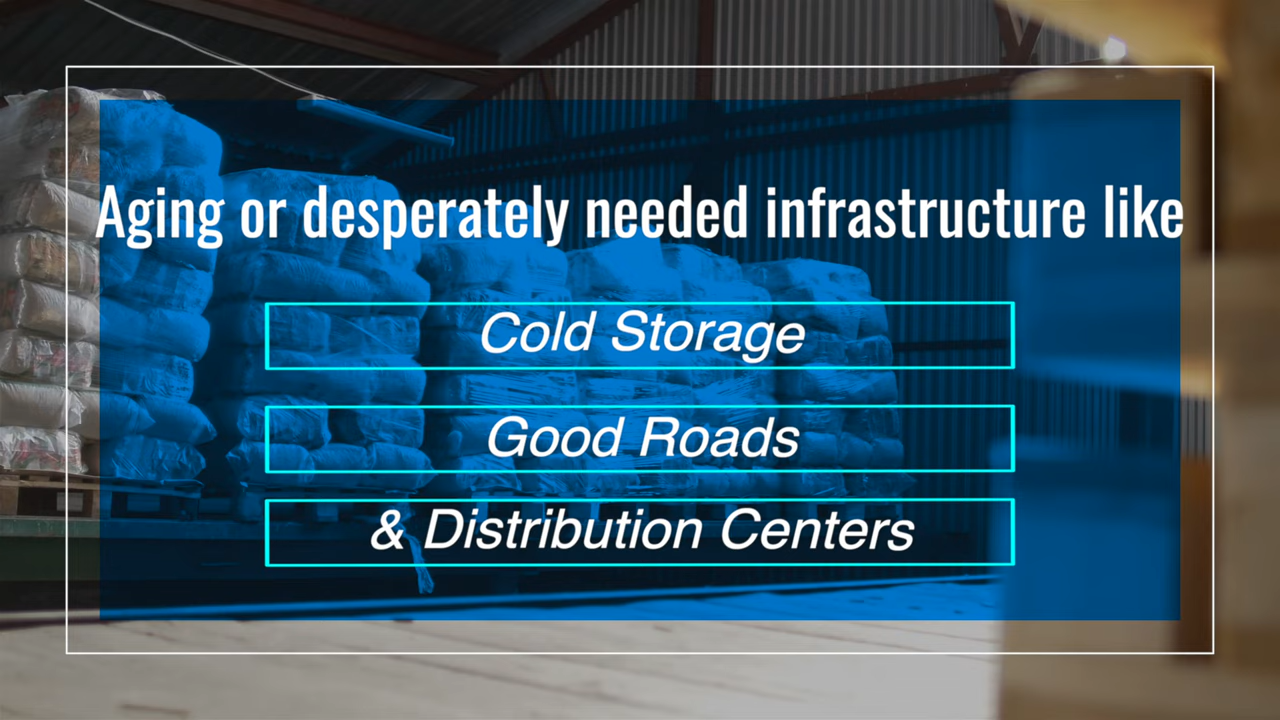 Aging or desperately needed infrastructure like
Cold Storage
Good Roads
& Distribution Centers